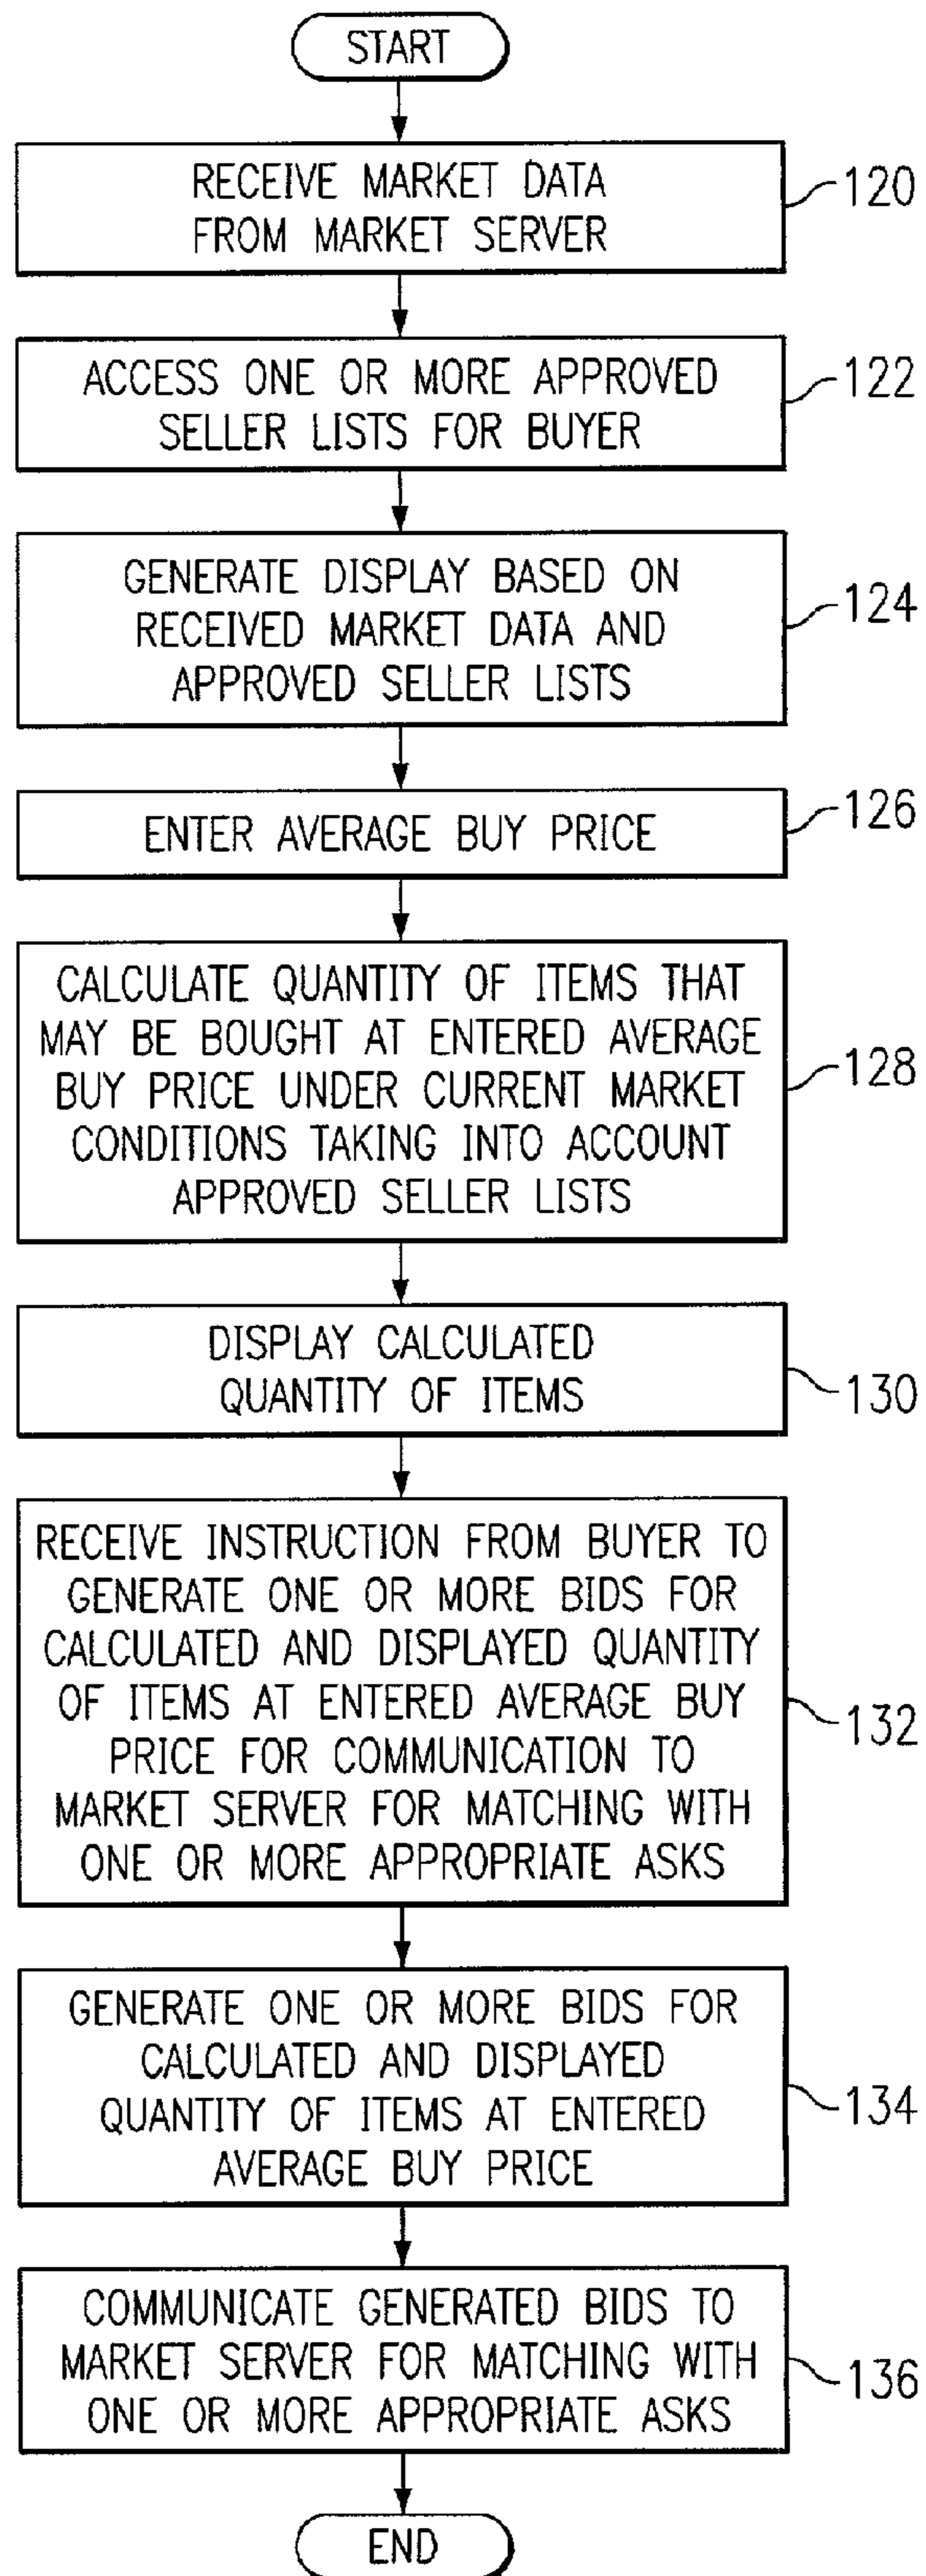 START
RECEIVE MARKET DATA
FROM MARKET SERVER
120
ACCESS ONE OR MORE APPROVED
SELLER LISTS FOR BUYER
122
GENERATE DISPLAY BASED ON
RECEIVED MARKET DATA AND
APPROVED SELLER LISTS
124
ENTER AVERAGE BUY PRICE
126
CALCULATE QUANTITY OF ITEMS THAT
MAY BE BOUGHT AT ENTERED AVERAGE
BUY PRICE UNDER CURRENT MARKET
CONDITIONS TAKING INTO ACCOUNT
APPROVED SELLER LISTS
128
DISPLAY CALCULATED
QUANTITY OF ITEMS
130
RECEIVE INSTRUCTION FROM BUYER TO
GENERATE ONE OR MORE BIDS FOR
CALCULATED AND DISPLAYED QUANTITY
OF ITEMS AT ENTERED AVERAGE BUY
PRICE FOR COMMUNICATION TO
MARKET SERVER FOR MATCHING WITH
ONE OR MORE APPROPRIATE ASKS
132
GENERATE ONE OR MORE BIDS FOR
CALCULATED AND DISPLAYED
QUANTITY OF ITEMS AT ENTERED
AVERAGE BUY PRICE
134
COMMUNICATE GENERATED BIDS TO
MARKET SERVER FOR MATCHING WITH
ONE OR MORE APPROPRIATE ASKS
136
END